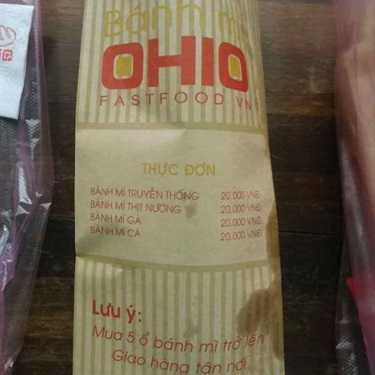 Bánh mì
OHIO
FASTFOOD VN
THỰC ĐƠN
BÁNH MÌ TRUYỀN THỐNG 20.000 VNĐ
BÁNH MÌ THỊT NƯỚNG 20.000 VNĐ
BÁNH MÌ GÀ 20.000 VNĐ
BÁNH MÌ CÁ 20.000 VNĐ
Lưu ý:
Mua 5 ổ bánh mì trở lên
Giao hàng tận nơi